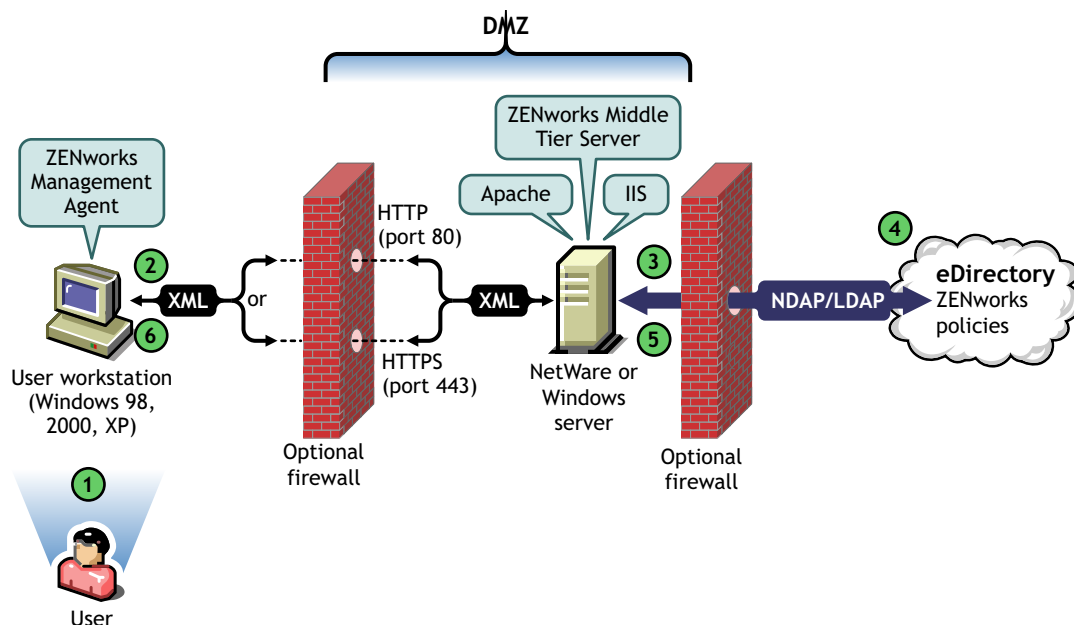 DMZ
ZENworks Middle
Tier Server
ZENworks
Management
Agent
Apache
IIS
HTTP
(port 80)
2
3
4
XML
or
XML
NDAP/LDAP
eDirectory
ZENworks
policies
6
5
HTTPS
(port 443)
User workstation
(Windows 98,
2000, XP)
NetWare or
Windows
server
Optional
firewall
Optional
firewall
1
User